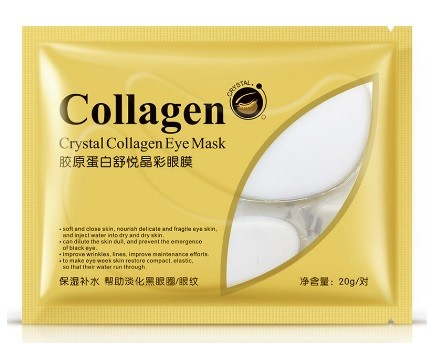 CRYSTAL
Collagen
Crystal Collagen Eye Mask
胶原蛋白舒悦晶彩眼膜
• soft and close skin, nourish delicate and fragile eye skin,
and inject water into dry and dry skin.
• can dilute the skin dull, and prevent the emergence
of black eye.
• improve wrinkles, lines, improve maintenance efforts.
• to make eye week skin restore compact, elastic,
so that their water run through.
保湿补水 帮助淡化黑眼圈/眼纹
净含量：20g/对